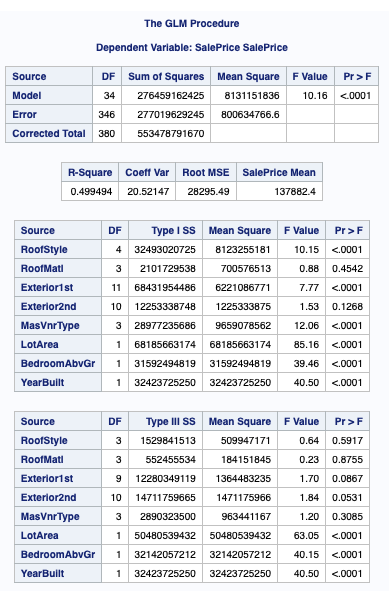 The GLM Procedure
Dependent Variable: SalePrice SalePrice
Source DF Sum of Squares Mean Square F Value Pr > F
Model 34 276459162425 8131151836 10.16 <.0001
Error 346 277019629245 800634766.6
Corrected Total 380 553478791670
R-Square Coeff Var Root MSE SalePrice Mean
0.499494 20.52147 28295.49 137882.4
Source DF Type I SS Mean Square F Value Pr > F
RoofStyle 4 32493020725 8123255181 10.15 <.0001
RoofMatl 3 2101729538 700576513 0.88 0.4542
Exterior1st 11 68431954486 6221086771 7.77 <.0001
Exterior2nd 10 12253338748 1225333875 1.53 0.1268
MasVnrType 3 28977235686 9659078562 12.06 <.0001
LotArea 1 68185663174 68185663174 85.16 <.0001
BedroomAbvGr 1 31592494819 31592494819 39.46 <.0001
YearBuilt 1 32423725250 32423725250 40.50 <.0001
Source DF Type III SS Mean Square F Value Pr > F
RoofStyle 3 1529841513 509947171 0.64 0.5917
RoofMatl 3 552455534 184151845 0.23 0.8755
Exterior1st 9 12280349119 1364483235 1.70 0.0867
Exterior2nd 10 14711759665 1471175966 1.84 0.0531
MasVnrType 3 2890323500 963441167 1.20 0.3085
LotArea 1 50480539432 50480539432 63.05 <.0001
BedroomAbvGr 1 32142057212 32142057212 40.15 <.0001
YearBuilt 1 32423725250 32423725250 40.50 <.0001